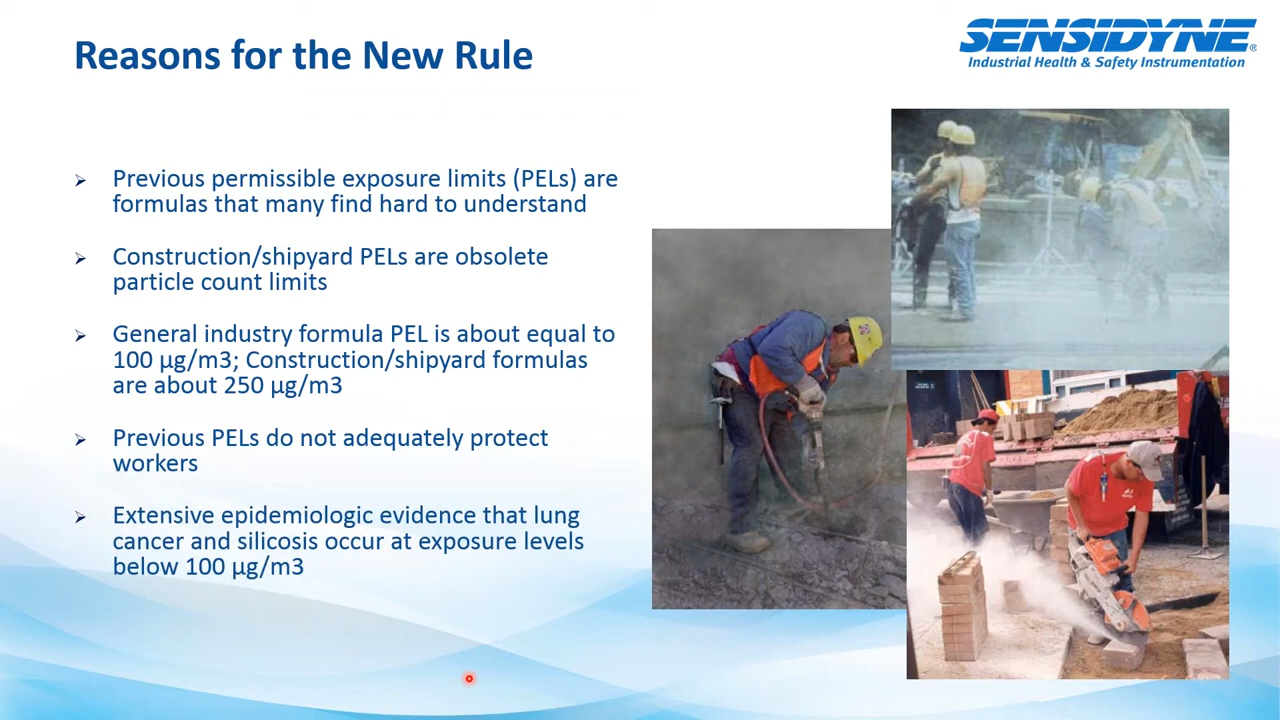 Reasons for the New Rule
SENSIDYNE®
Industrial Health & Safety Instrumentation
Previous permissible exposure limits (PELs) are
formulas that many find hard to understand
Construction/shipyard PELs are obsolete
particle count limits
General industry formula PEL is about equal to
100 µg/m3; Construction/shipyard formulas
are about 250 µg/m3
Previous PELs do not adequately protect
workers
Extensive epidemiologic evidence that lung
cancer and silicosis occur at exposure levels
below 100 µg/m3